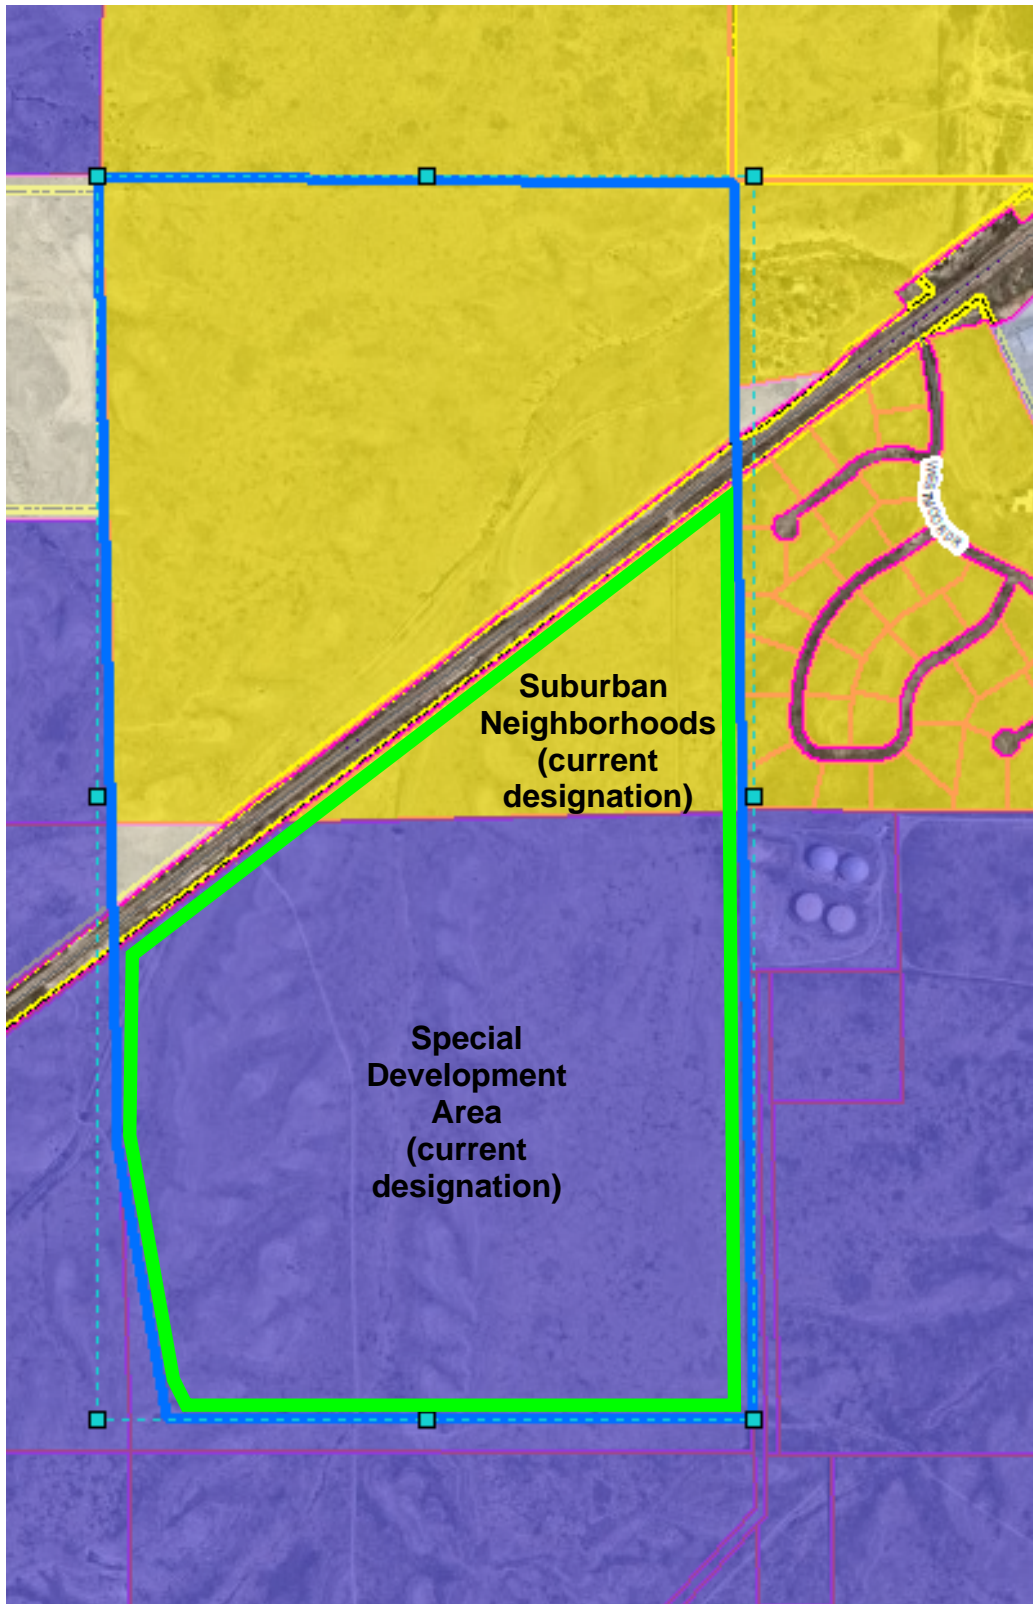 Suburban
Neighborhoods
(current
designation)
Special
Development
Area
(current
designation)